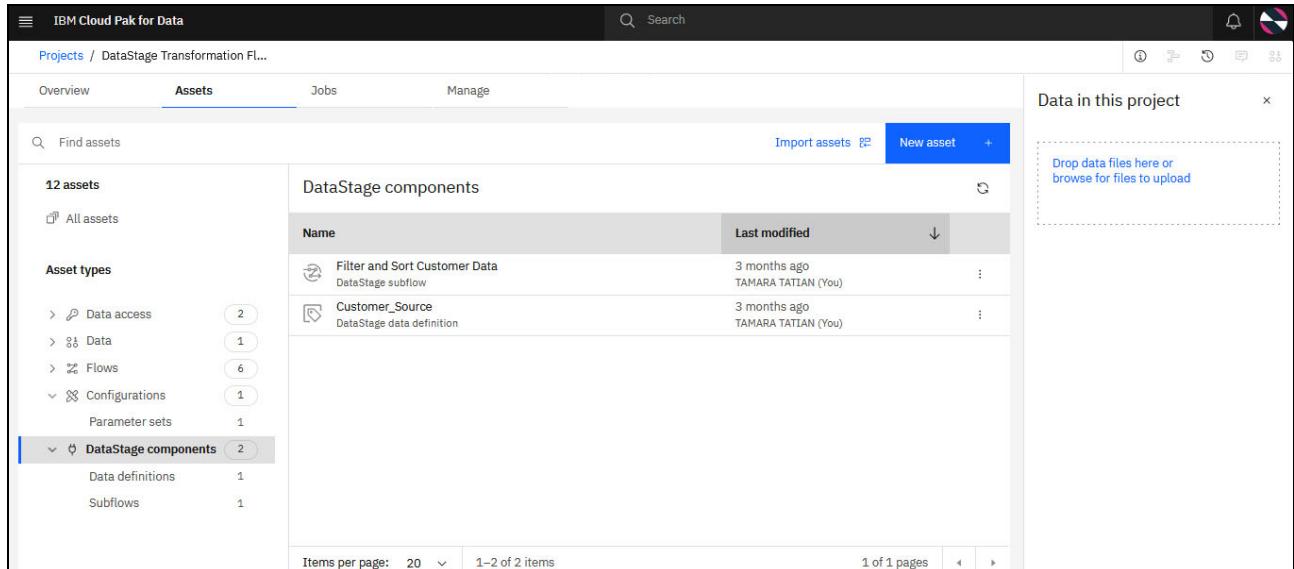 IBM Cloud Pak for Data
Search
Projects / DataStage Transformation Fl...
Overview Assets Jobs Manage
Find assets
Import assets
New asset +
12 assets
All assets
Asset types
Data access 2
Data 1
Flows 6
Configurations 1
Parameter sets 1
DataStage components 2
Data definitions 1
Subflows 1
DataStage components
Name Last modified
Filter and Sort Customer Data 3 months ago
DataStage subflow TAMARA TATIAN (You)
Customer_Source 3 months ago
DataStage data definition TAMARA TATIAN (You)
Items per page: 20 1–2 of 2 items 1 of 1 pages
Data in this project ×
Drop data files here or
browse for files to upload